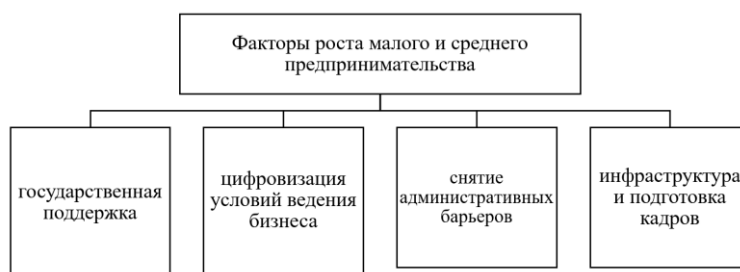 Факторы роста малого и среднего
предпринимательства
государственная
поддержка
цифровизация
условий ведения
бизнеса
снятие
административных
барьеров
инфраструктура
и подготовка
кадров